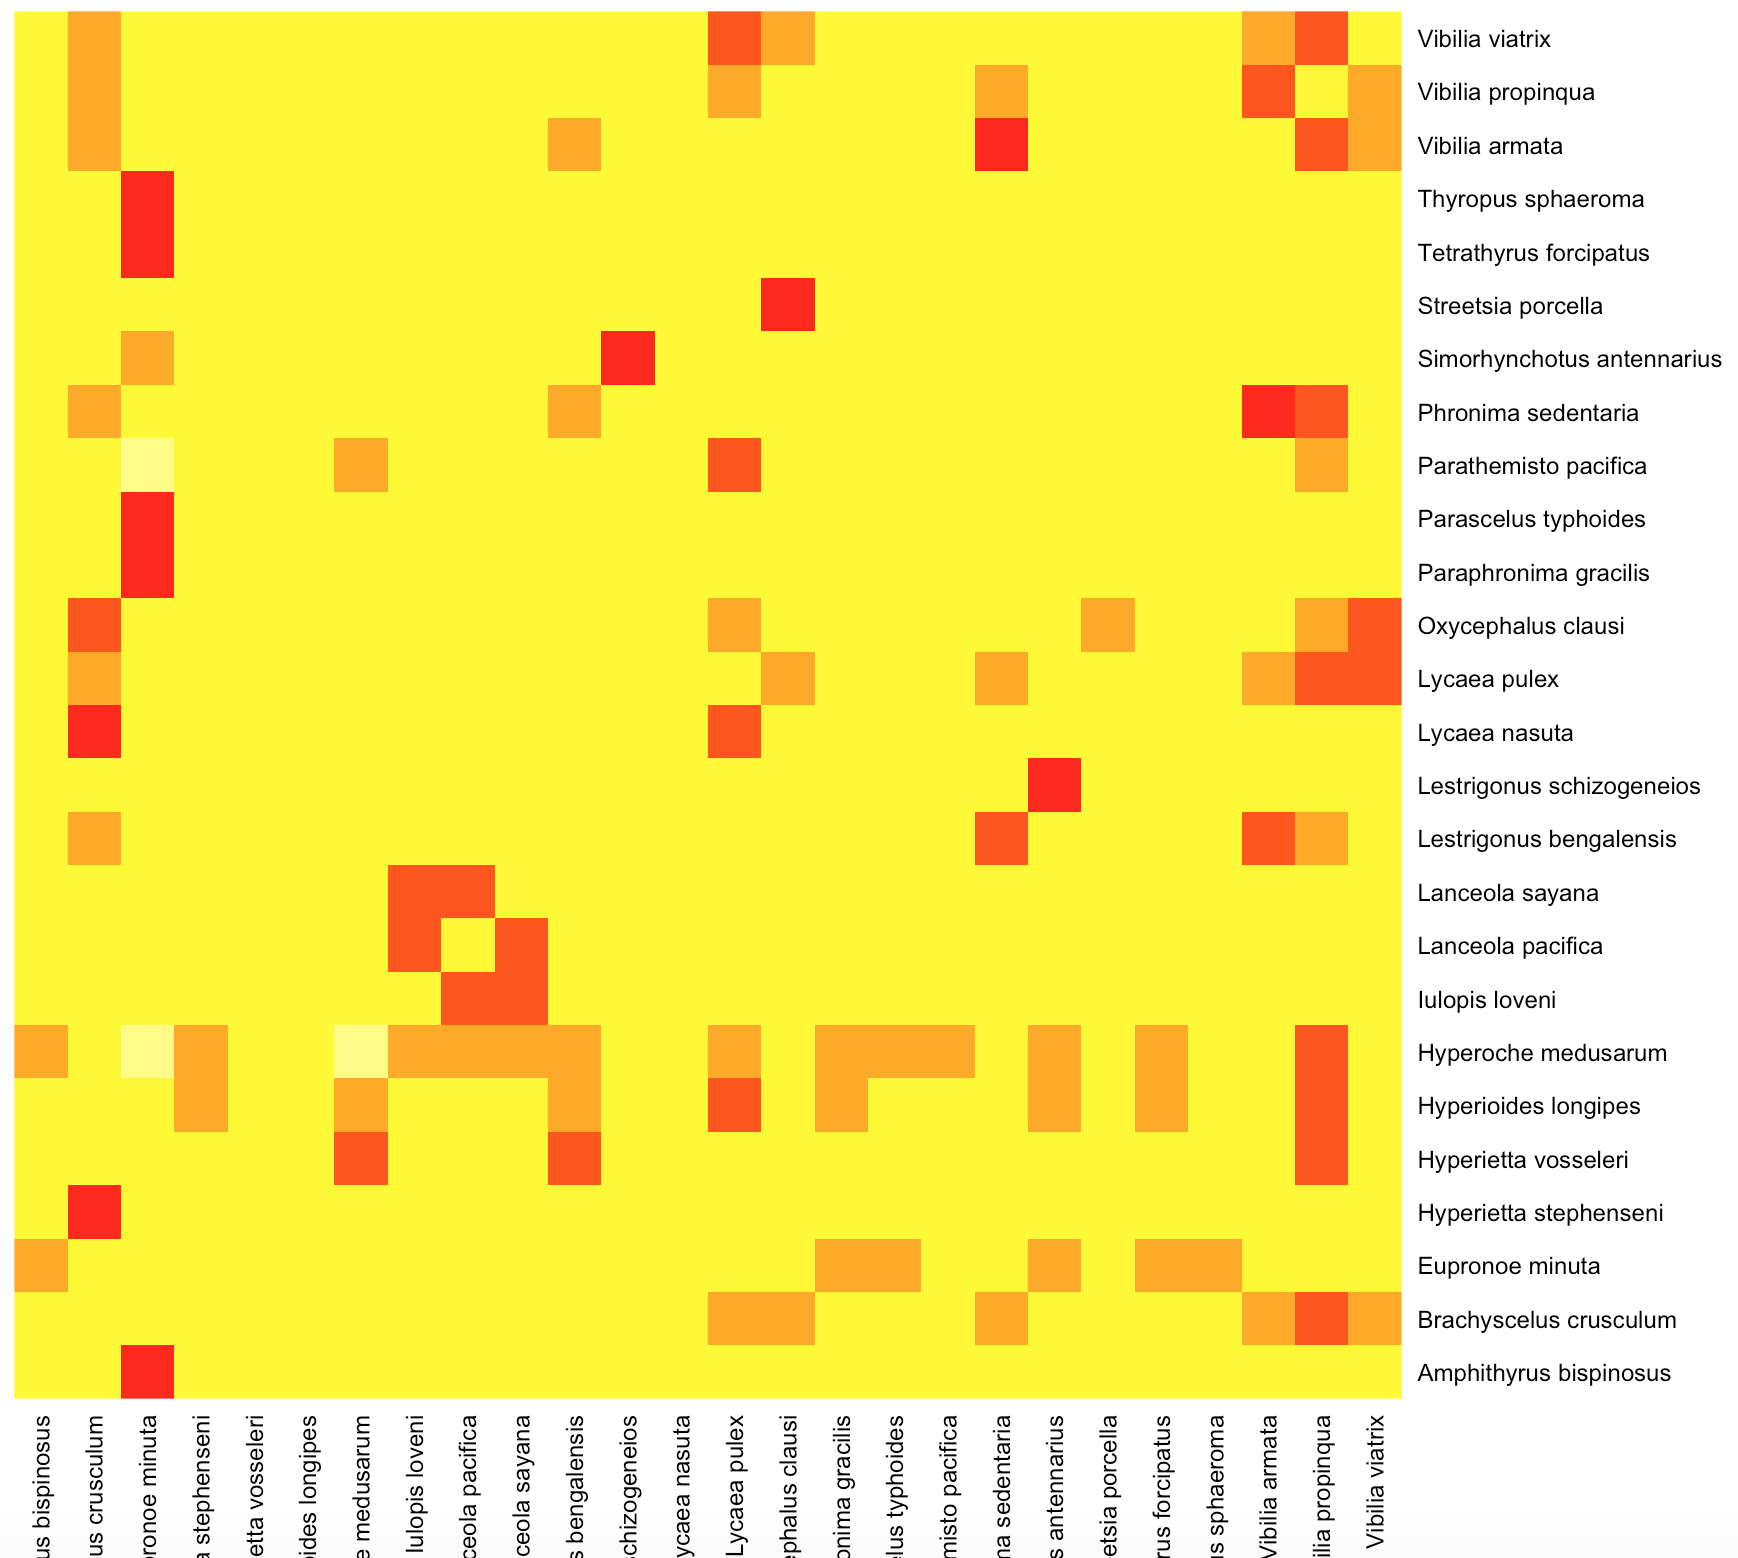 Vibilia viatrix
Vibilia propinqua
Vibilia armata
Thyropus sphaeroma
Tetrathyrus forcipatus
Streetsia porcella
Simorhynchotus antennarius
Phronima sedentaria
Parathemisto pacifica
Parascelus typhoides
Paraphronima gracilis
Oxycephalus clausi
Lycaea pulex
Lycaea nasuta
Lestrigonus schizogeneios
Lestrigonus bengalensis
Lanceola sayana
Lanceola pacifica
Iulopis loveni
Hyperoche medusarum
Hyperioides longipes
Hyperietta vosseleri
Hyperietta stephenseni
Eupronoe minuta
Brachyscelus crusculum
Amphithyrus bispinosus
us bispinosus
us crusculum
pronoe minuta
a stephenseni
etta vosseleri
oides longipes
e medusarum
Iulopis loveni
ceola pacifica
ceola sayana
s bengalensis
schizogeneios
ycaea nasuta
Lycaea pulex
ephalus clausi
onima gracilis
elus typhoides
misto pacifica
ma sedentaria
s antennarius
etsia porcella
rus forcipatus
us sphaeroma
Vibilia armata
ilia propinqua
Vibilia viatrix